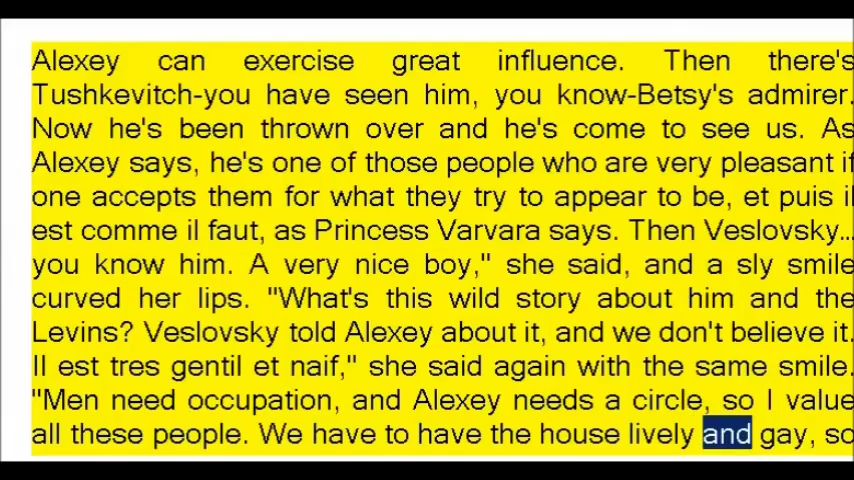 Alexey can exercise great influence. Then there's
Tushkevitch-you have seen him, you know-Betsy's admirer.
Now he's been thrown over and he's come to see us. As
Alexey says, he's one of those people who are very pleasant if
one accepts them for what they try to appear to be, et puis il
est comme il faut, as Princess Varvara says. Then Veslovsky...
you know him. A very nice boy," she said, and a sly smile
curved her lips. "What's this wild story about him and the
Levins? Veslovsky told Alexey about it, and we don't believe it.
Il est tres gentil et naif," she said again with the same smile.
"Men need occupation, and Alexey needs a circle, so I value
all these people. We have to have the house lively and gay, so